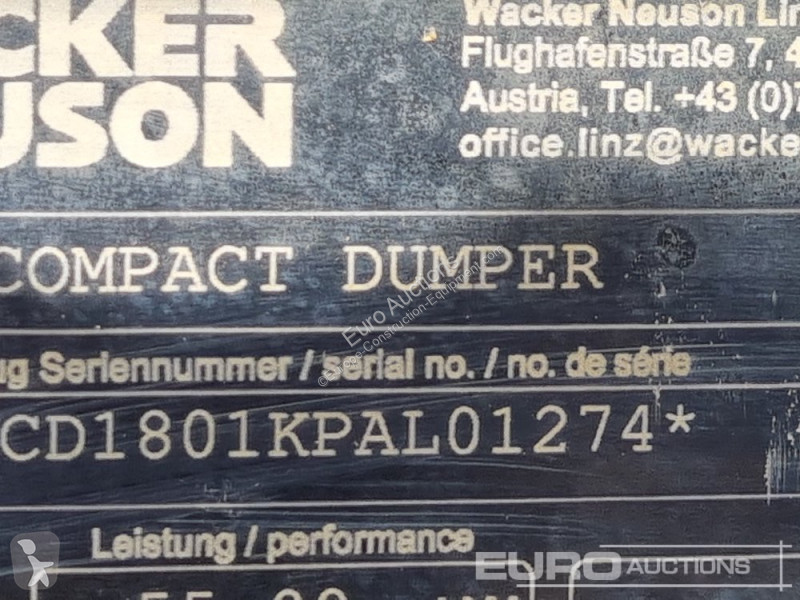 CKER
USON
Wacker Neuson Lin
Flughafenstraße 7, 4
Austria, Tel. +43 (0)7
office.linz@wacke
COMPACT DUMPER
ug Seriennummer / serial no. / no. de série
CD1801KPAL01274*
Leistung / performance
Euro Auctions
EURO AUCTIONS